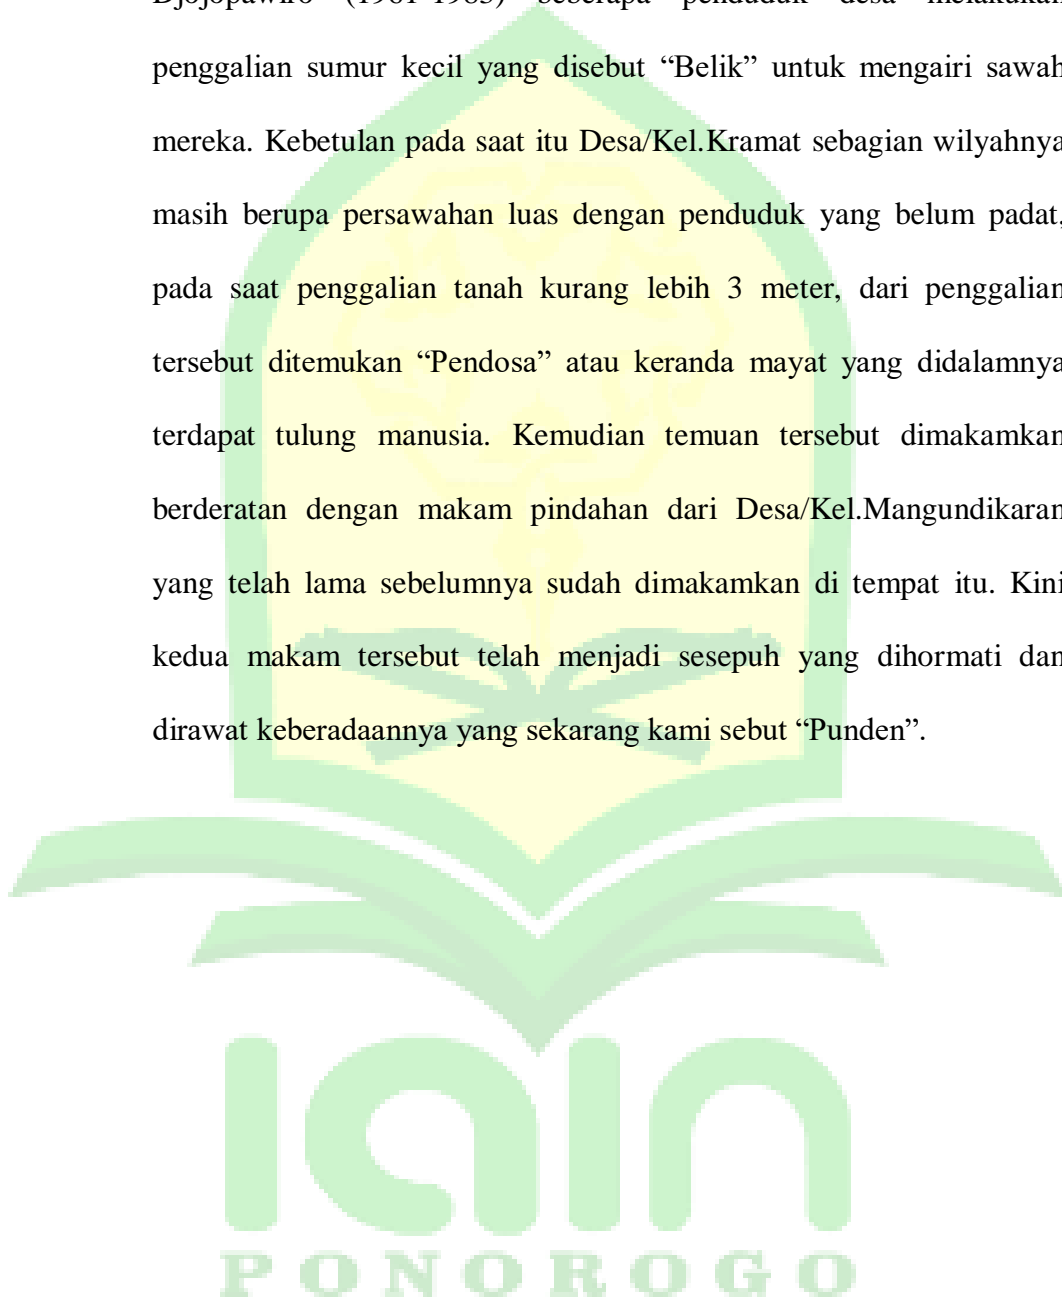 Djojopawiro (1961-1983) beberapa penduduk desa melakukan
penggalian sumur kecil yang disebut “Belik” untuk mengairi sawah
mereka. Kebetulan pada saat itu Desa/Kel.Kramat sebagian wilyahnya
masih berupa persawahan luas dengan penduduk yang belum padat,
pada saat penggalian tanah kurang lebih 3 meter, dari penggalian
tersebut ditemukan “Pendosa” atau keranda mayat yang didalamnya
terdapat tulung manusia. Kemudian temuan tersebut dimakamkan
berderatan dengan makam pindahan dari Desa/Kel.Mangundikaran
yang telah lama sebelumnya sudah dimakamkan di tempat itu. Kini
kedua makam tersebut telah menjadi sesepuh yang dihormati dan
dirawat keberadaannya yang sekarang kami sebut “Punden”.
iain
PONOROGO